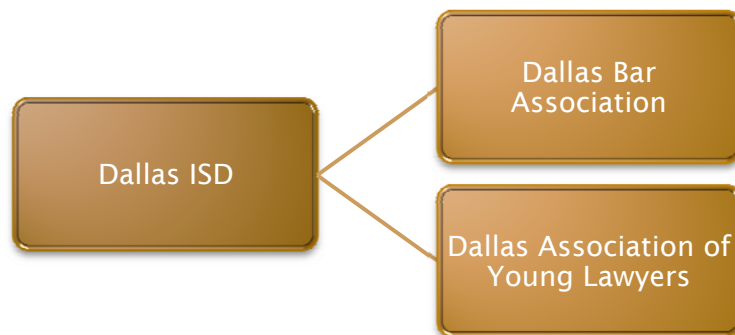 Dallas ISD
Dallas Bar
Association
Dallas Association of
Young Lawyers